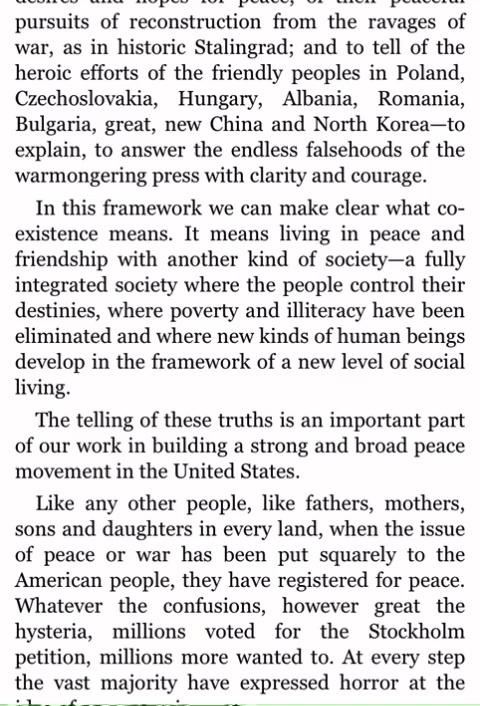 desires and hopes for peace, of their peaceful
pursuits of reconstruction from the ravages of
war, as in historic Stalingrad; and to tell of the
heroic efforts of the friendly peoples in Poland,
Czechoslovakia, Hungary, Albania, Romania,
Bulgaria, great, new China and North Korea—to
explain, to answer the endless falsehoods of the
warmongering press with clarity and courage.
In this framework we can make clear what co-
existence means. It means living in peace and
friendship with another kind of society—a fully
integrated society where the people control their
destinies, where poverty and illiteracy have been
eliminated and where new kinds of human beings
develop in the framework of a new level of social
living.
The telling of these truths is an important part
of our work in building a strong and broad peace
movement in the United States.
Like any other people, like fathers, mothers,
sons and daughters in every land, when the issue
of peace or war has been put squarely to the
American people, they have registered for peace.
Whatever the confusions, however great the
hysteria, millions voted for the Stockholm
petition, millions more wanted to. At every step
the vast majority have expressed horror at the